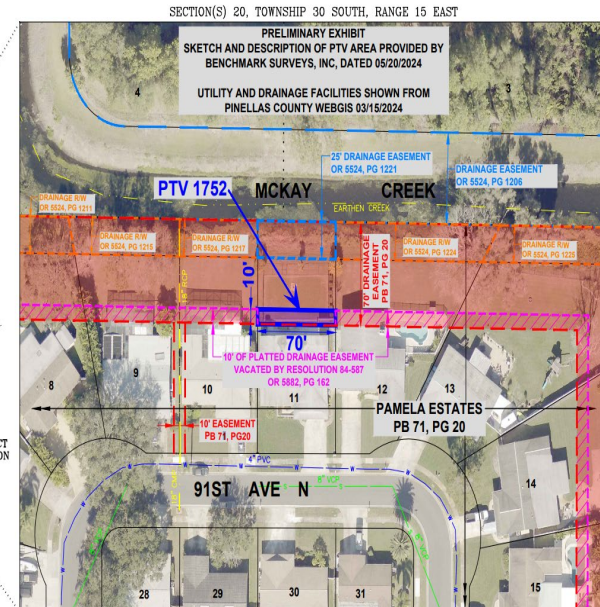 SECTION(S) 20, TOWNSHIP 30 SOUTH, RANGE 15 EAST
PRELIMINARY EXHIBIT
SKETCH AND DESCRIPTION OF PTV AREA PROVIDED BY
BENCHMARK SURVEYS, INC, DATED 05/20/2024
UTILITY AND DRAINAGE FACILITIES SHOWN FROM
PINELLAS COUNTY WEBGIS 03/15/2024
4
3
25' DRAINAGE EASEMENT
OR 5524, PG 1221
DRAINAGE EASEMENT
OR 5524, PG 1206
PTV 1752
MCKAY CREEK
EARTHEN CREEK
DRAINAGE R/W
OR 5524, PG 1211
DRAINAGE R/W
OR 5524, PG 1215
DRAINAGE R/W
OR 5524, PG 1217
70' DRAINAGE
EASEMENT
PB 71, PG 20
DRAINAGE R/W
OR 5524, PG 1224
DRAINAGE R/W
OR 5524, PG 1225
10'
70'
10' OF PLATTED DRAINAGE EASEMENT
VACATED BY RESOLUTION 84-587
OR 5882, PG 162
8
9
10
11
12
13
PAMELA ESTATES
PB 71, PG 20
10' EASEMENT
PB 71, PG20
4" PVC
8" VCP
91ST AVE N
14
15
28
29
30
31